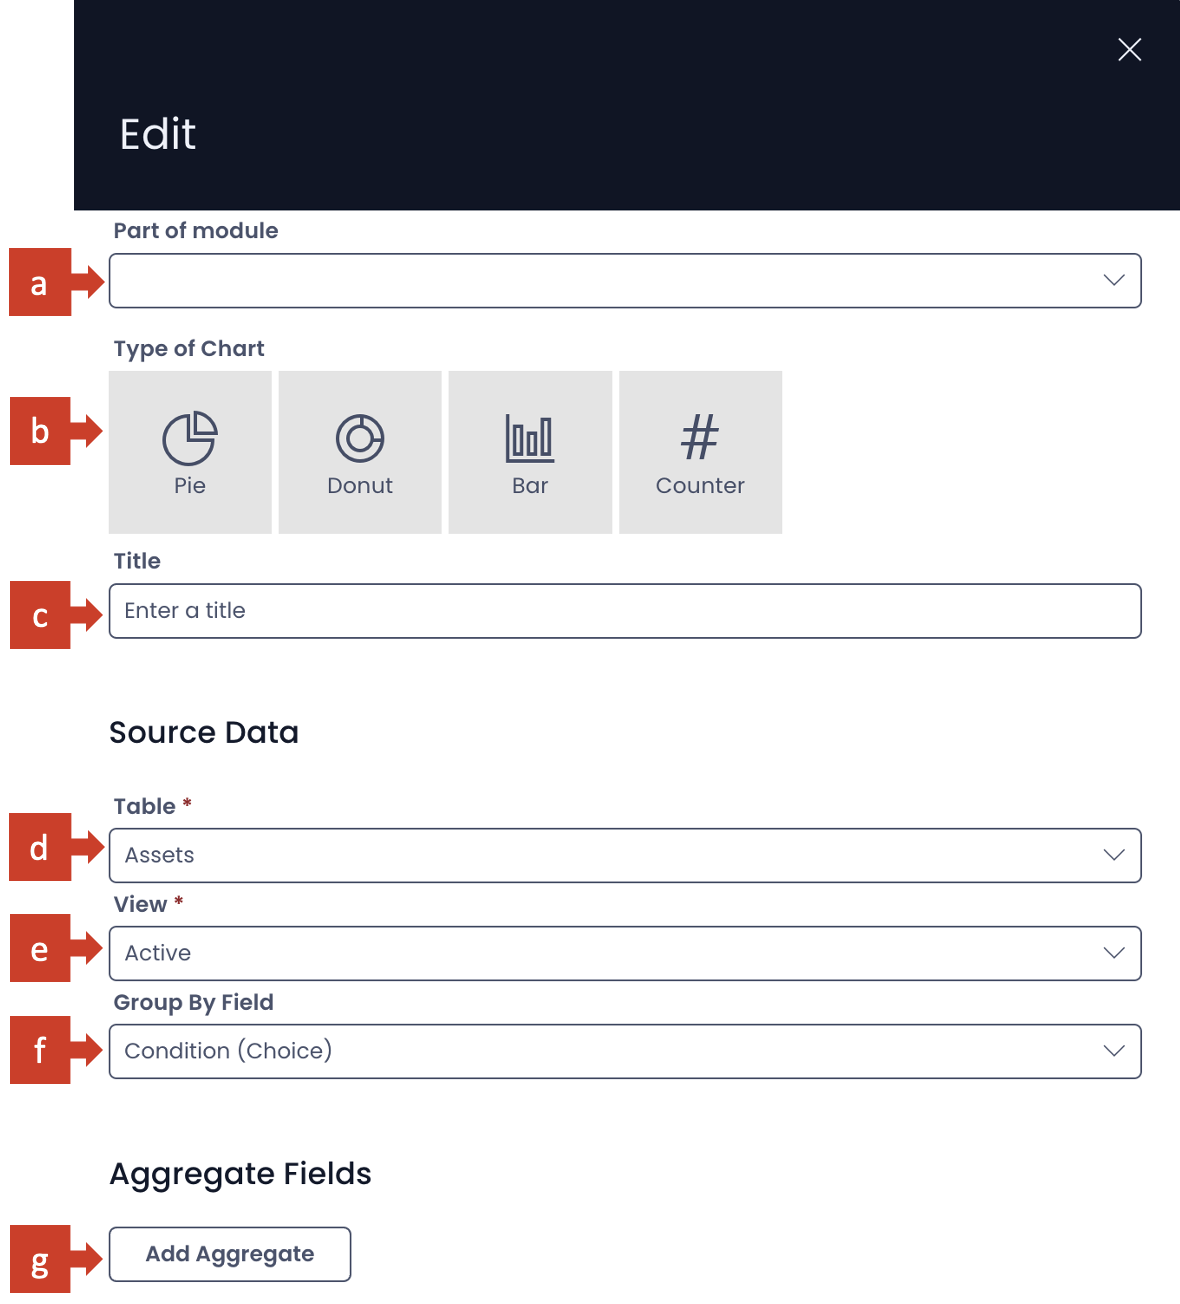 Edit
Part of module
a
Type of Chart
b
Pie Donut Bar # Counter
Title
c Enter a title
Source Data
Table *
d Assets
View *
e Active
Group By Field
f Condition (Choice)
Aggregate Fields
g Add Aggregate